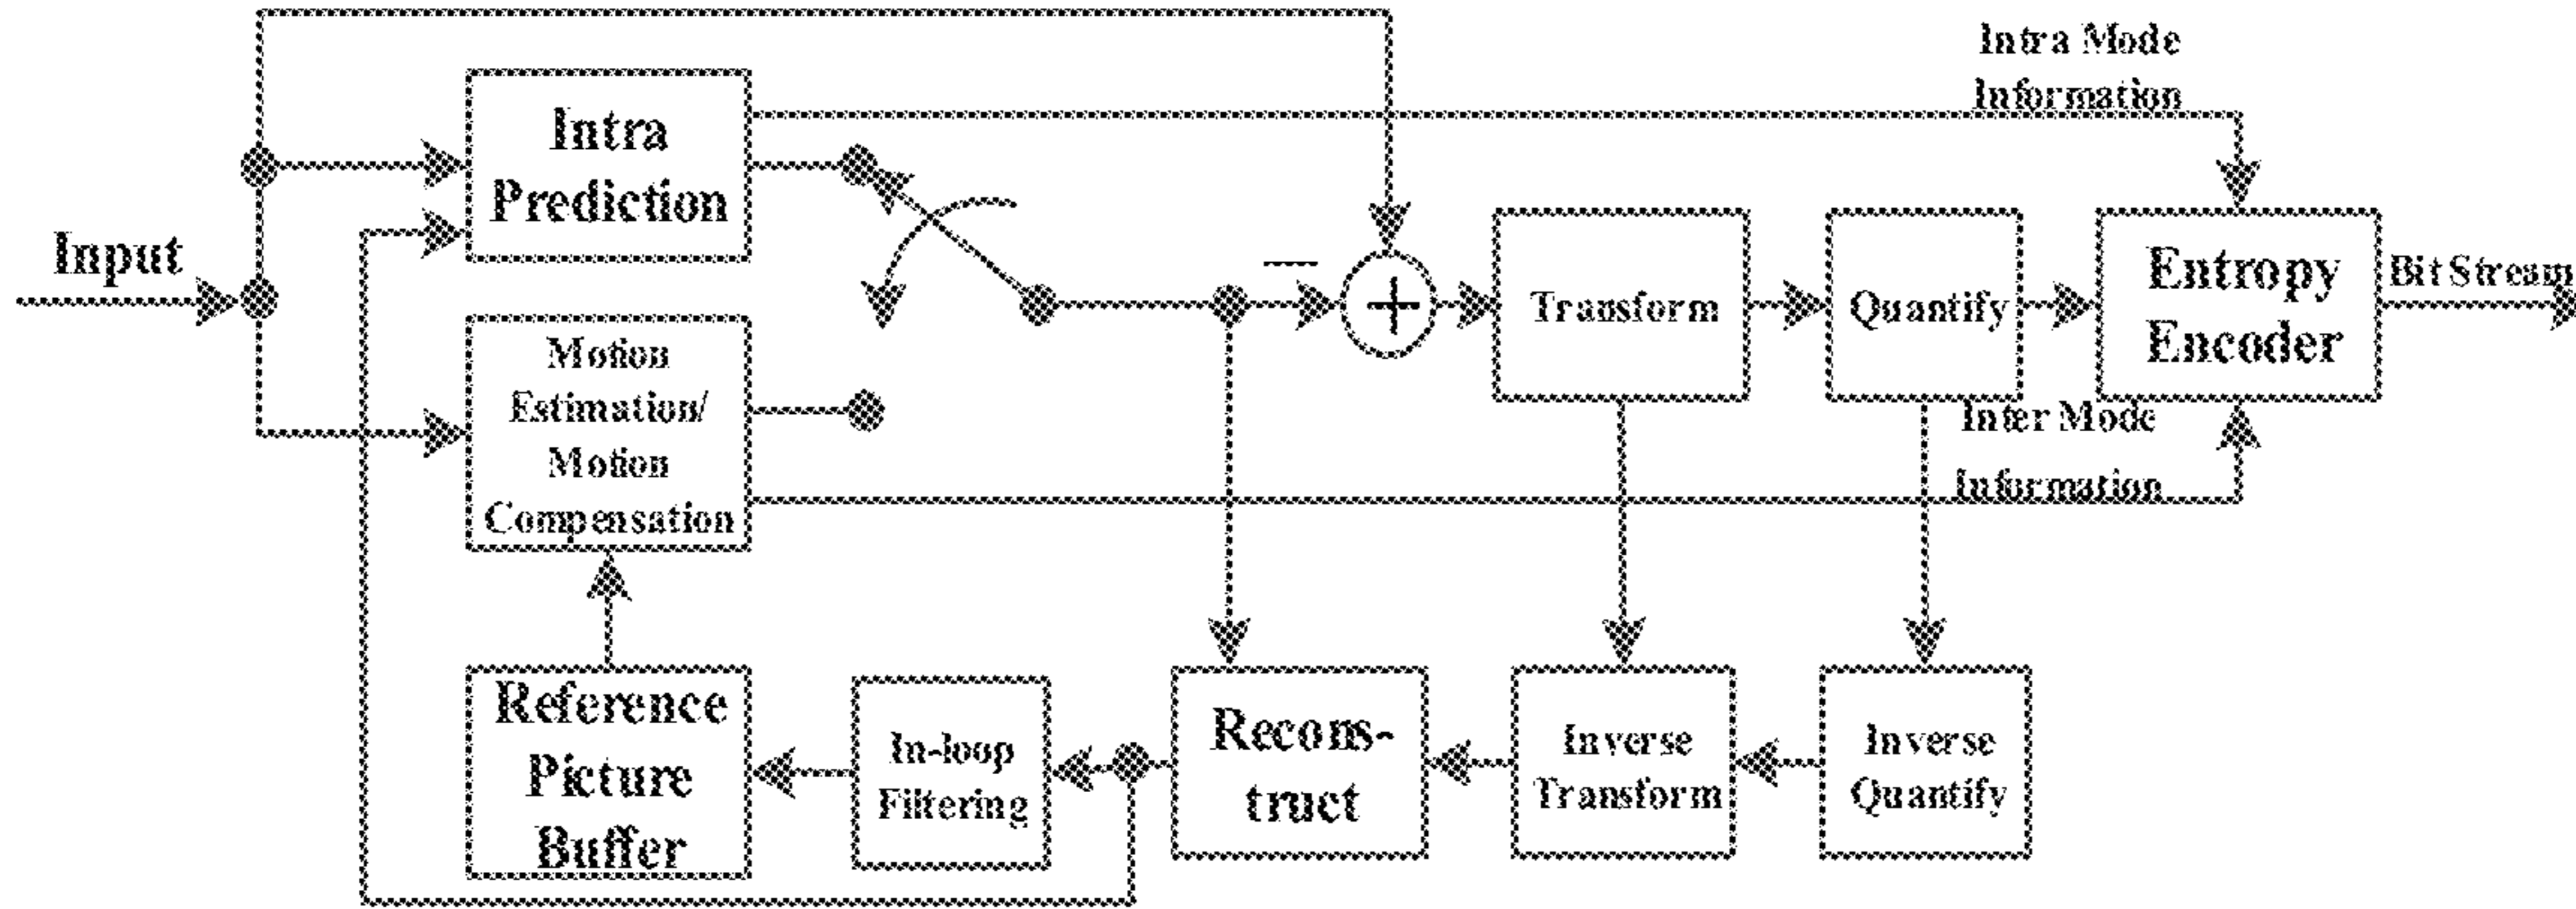 Intra Mode
Information
Intra
Prediction
Input
Transform
Quantify
Entropy
Encoder
Bit Stream
Motion
Estimation/
Motion
Compensation
Inter Mode
Information
Reference
Picture
Buffer
In-loop
Filtering
Recons-
truct
Inverse
Transform
Inverse
Quantify